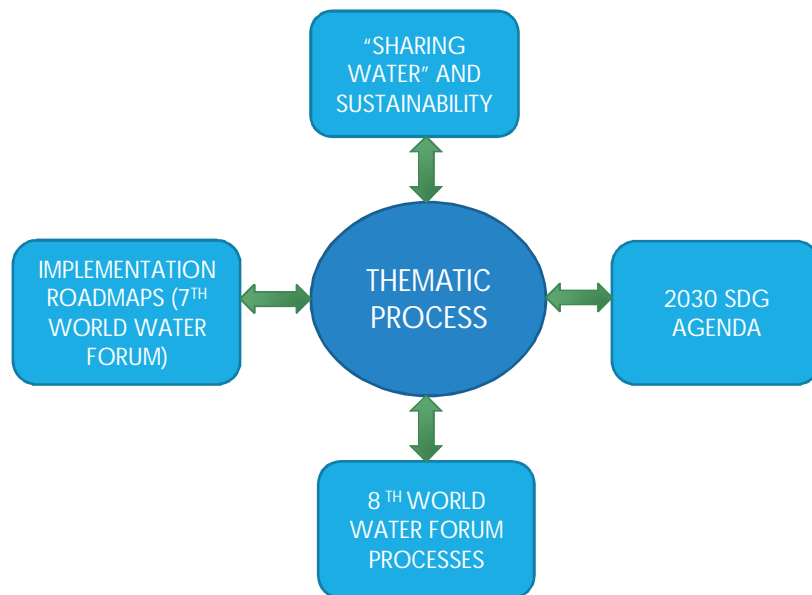 “SHARING
WATER” AND
SUSTAINABILITY
IMPLEMENTATION
ROADMAPS (7TH
WORLD WATER
FORUM)
THEMATIC
PROCESS
2030 SDG
AGENDA
8 TH WORLD
WATER FORUM
PROCESSES